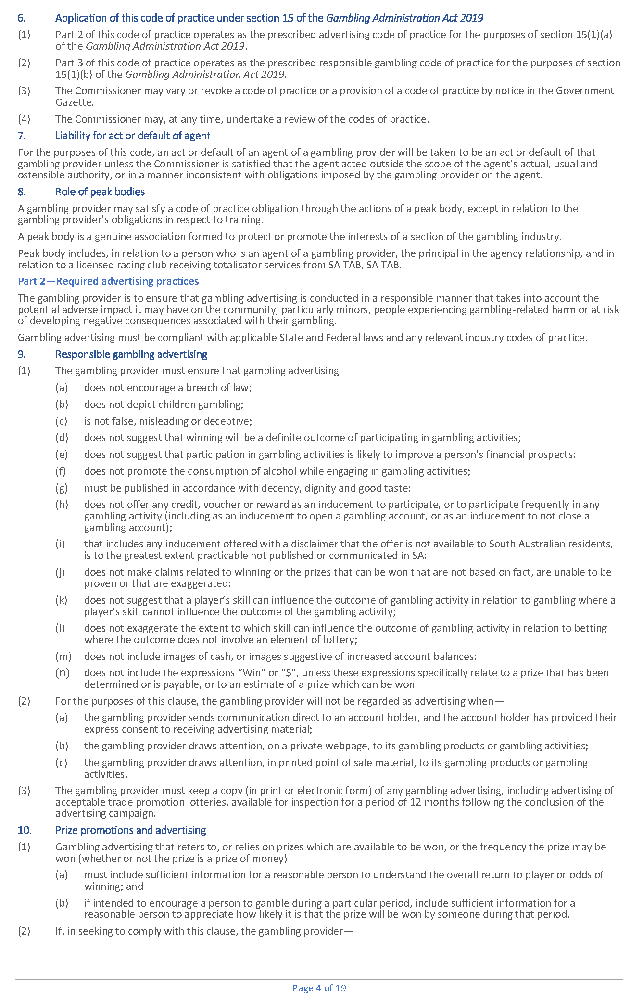 6. Application of this code of practice under section 15 of the Gambling Administration Act 2019
(1) Part 2 of this code of practice operates as the prescribed advertising code of practice for the purposes of section 15(1)(a)
of the Gambling Administration Act 2019.
(2) Part 3 of this code of practice operates as the prescribed responsible gambling code of practice for the purposes of section
15(1)(b) of the Gambling Administration Act 2019.
(3) The Commissioner may vary or revoke a code of practice or a provision of a code of practice by notice in the Government
Gazette.
(4) The Commissioner may, at any time, undertake a review of the codes of practice.
7. Liability for act or default of agent
For the purposes of this code, an act or default of an agent of a gambling provider will be taken to be an act or default of that
gambling provider unless the Commissioner is satisfied that the agent acted outside the scope of the agent’s actual, usual and
ostensible authority, or in a manner inconsistent with obligations imposed by the gambling provider on the agent.
8. Role of peak bodies
A gambling provider may satisfy a code of practice obligation through the actions of a peak body, except in relation to the
gambling provider’s obligations in respect to training.
A peak body is a genuine association formed to protect or promote the interests of a section of the gambling industry.
Peak body includes, in relation to a person who is an agent of a gambling provider, the principal in the agency relationship, and in
relation to a licensed racing club receiving totalisator services from SA TAB, SA TAB.
Part 2—Required advertising practices
The gambling provider is to ensure that gambling advertising is conducted in a responsible manner that takes into account the
potential adverse impact it may have on the community, particularly minors, people experiencing gambling-related harm or at risk
of developing negative consequences associated with their gambling.
Gambling advertising must be compliant with applicable State and Federal laws and any relevant industry codes of practice.
9. Responsible gambling advertising
(1) The gambling provider must ensure that gambling advertising—
(a) does not encourage a breach of law;
(b) does not depict children gambling;
(c) is not false, misleading or deceptive;
(d) does not suggest that winning will be a definite outcome of participating in gambling activities;
(e) does not suggest that participation in gambling activities is likely to improve a person’s financial prospects;
(f) does not promote the consumption of alcohol while engaging in gambling activities;
(g) must be published in accordance with decency, dignity and good taste;
(h) does not offer any credit, voucher or reward as an inducement to participate, or to participate frequently in any
gambling activity (including as an inducement to open a gambling account, or as an inducement to not close a
gambling account);
(i) that includes any inducement offered with a disclaimer that the offer is not available to South Australian residents,
is to the greatest extent practicable not published or communicated in SA;
(j) does not make claims related to winning or the prizes that can be won that are not based on fact, are unable to be
proven or that are exaggerated;
(k) does not suggest that a player’s skill can influence the outcome of gambling activity in relation to gambling where a
player’s skill cannot influence the outcome of the gambling activity;
(l) does not exaggerate the extent to which skill can influence the outcome of gambling activity in relation to betting
where the outcome does not involve an element of lottery;
(m) does not include images of cash, or images suggestive of increased account balances;
(n) does not include the expressions “Win” or “$”, unless these expressions specifically relate to a prize that has been
determined or is payable, or to an estimate of a prize which can be won.
(2) For the purposes of this clause, the gambling provider will not be regarded as advertising when—
(a) the gambling provider sends communication direct to an account holder, and the account holder has provided their
express consent to receiving advertising material;
(b) the gambling provider draws attention, on a private webpage, to its gambling products or gambling activities;
(c) the gambling provider draws attention, in printed point of sale material, to its gambling products or gambling
activities.
(3) The gambling provider must keep a copy (in print or electronic form) of any gambling advertising, including advertising of
acceptable trade promotion lotteries, available for inspection for a period of 12 months following the conclusion of the
advertising campaign.
10. Prize promotions and advertising
(1) Gambling advertising that refers to, or relies on prizes which are available to be won, or the frequency the prize may be
won (whether or not the prize is a prize of money)—
(a) must include sufficient information for a reasonable person to understand the overall return to player or odds of
winning; and
(b) if intended to encourage a person to gamble during a particular period, include sufficient information for a
reasonable person to appreciate how likely it is that the prize will be won by someone during that period.
(2) If, in seeking to comply with this clause, the gambling provider—
Page 4 of 19